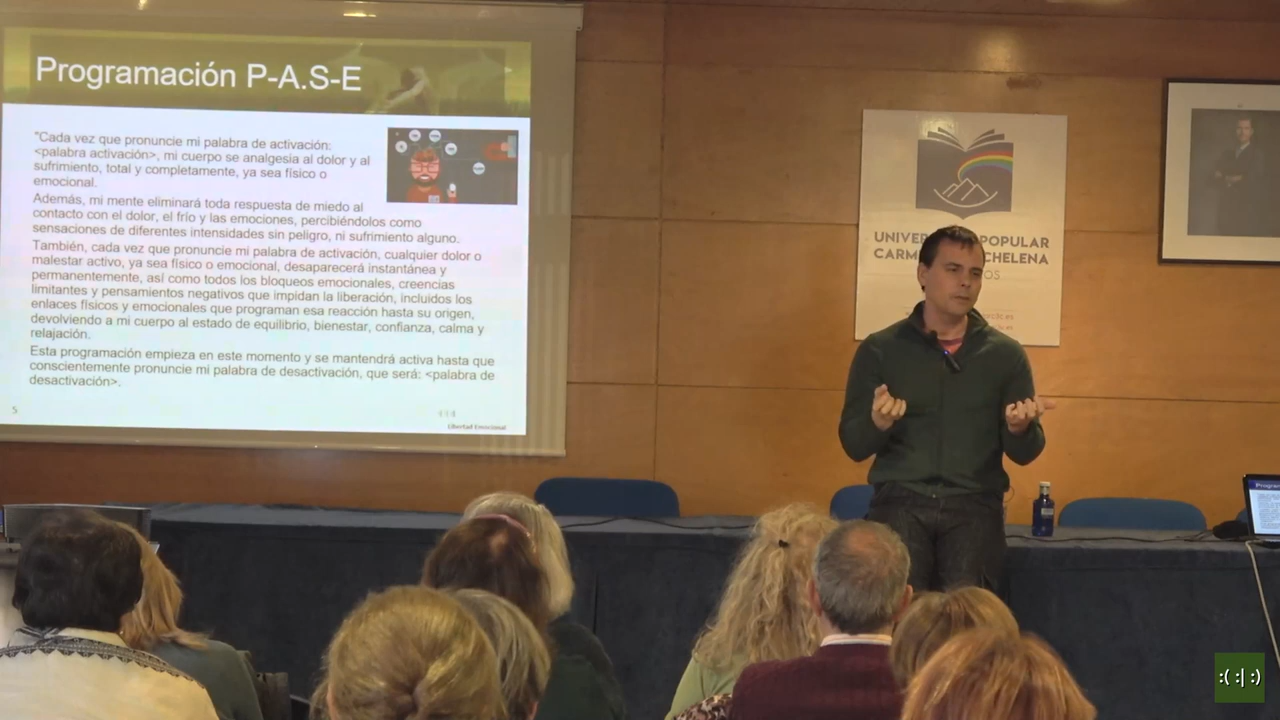 Programación P-A.S-E
"Cada vez que pronuncie mi palabra de activación:
<palabra activación>, mi cuerpo se analgesia al dolor y al
sufrimiento, total y completamente, ya sea físico o
emocional.
Además, mi mente eliminará toda respuesta de miedo al
contacto con el dolor, el frío y las emociones, percibiéndolos como
sensaciones de diferentes intensidades sin peligro, ni sufrimiento alguno.
También, cada vez que pronuncie mi palabra de activación, cualquier dolor o
malestar activo, ya sea físico o emocional, desaparecerá instantánea y
permanentemente, así como todos los bloqueos emocionales, creencias
limitantes y pensamientos negativos que impidan la liberación, incluidos los
enlaces físicos y emocionales que programan esa reacción hasta su origen,
devolviendo a mi cuerpo al estado de equilibrio, bienestar, confianza, calma y
relajación.
Esta programación empieza en este momento y se mantendrá activa hasta que
conscientemente pronuncie mi palabra de desactivación, que será: <palabra de
desactivación>.
5
Libertad Emocional
UNIVER POPULAR
CARM CHELENA
OS
:( :|:)